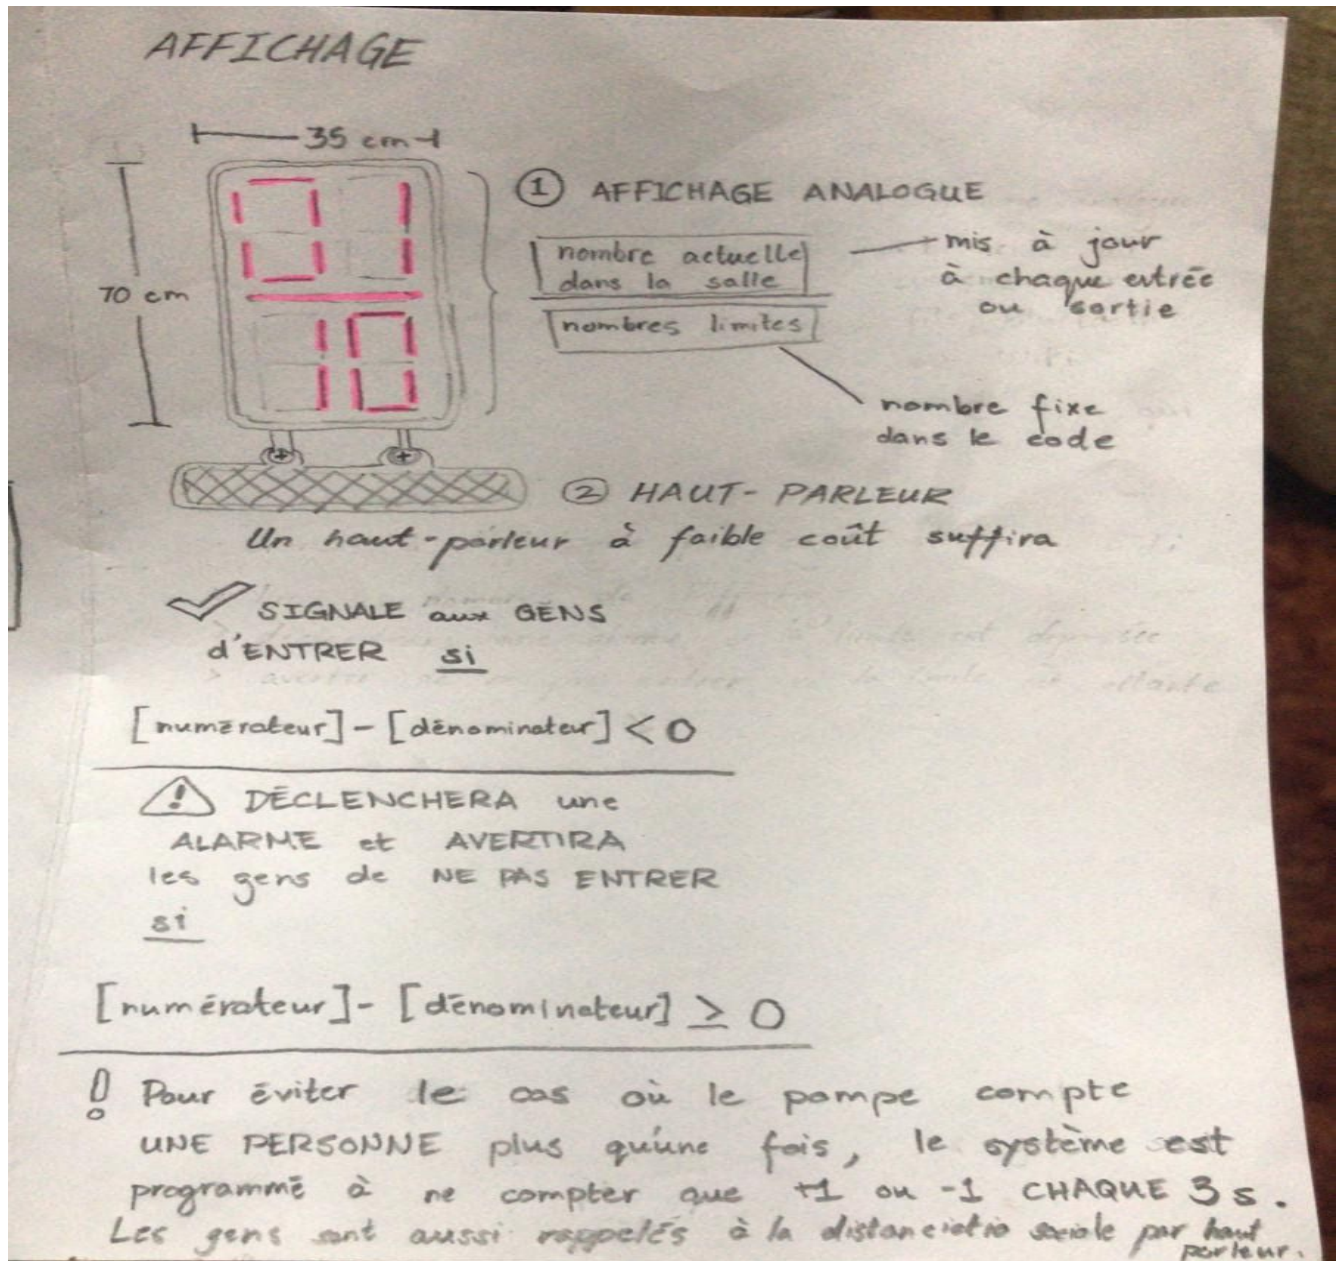 AFFICHAGE
35 cm
70 cm
01
10
① AFFICHAGE ANALOGUE
nombre actuelle
dans la salle
nombres limites
mis à jour
à chaque entrée
ou sortie
nombre fixe
dans le code
② HAUT-PARLEUR
Un haut-parleur à faible coût suffira
SIGNALE aux GENS
d'ENTRER si
[numérateur] - [dénominateur] < 0
DÉCLENCHERA une
ALARME et AVERTIRA
les gens de NE PAS ENTRER
si
[numérateur] - [dénominateur] ≥ 0
! Pour éviter le cas où le pompe compte
UNE PERSONNE plus qu'une fois, le système est
programmé à ne compter que +1 ou -1 CHAQUE 3 s.
Les gens sont aussi rappelés à la distanciatio sociale par haut
parleur.